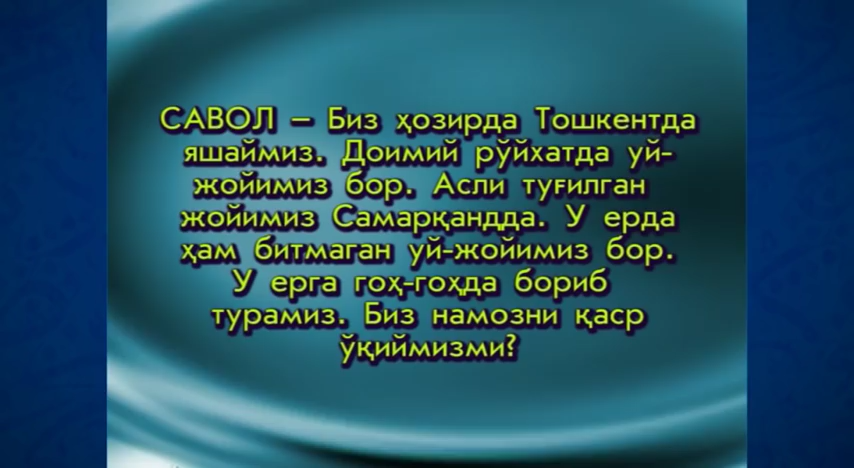 САВОЛ – Биз ҳозирда Тошкентда
яшаймиз. Доимий рўйхатда уй-
жойимиз бор. Асли туғилган
жойимиз Самарқандда. У ерда
ҳам битмаган уй-жойимиз бор.
У ерга гоҳ-гоҳда бориб
турамиз. Биз намозни қаср
ўқиймизми?